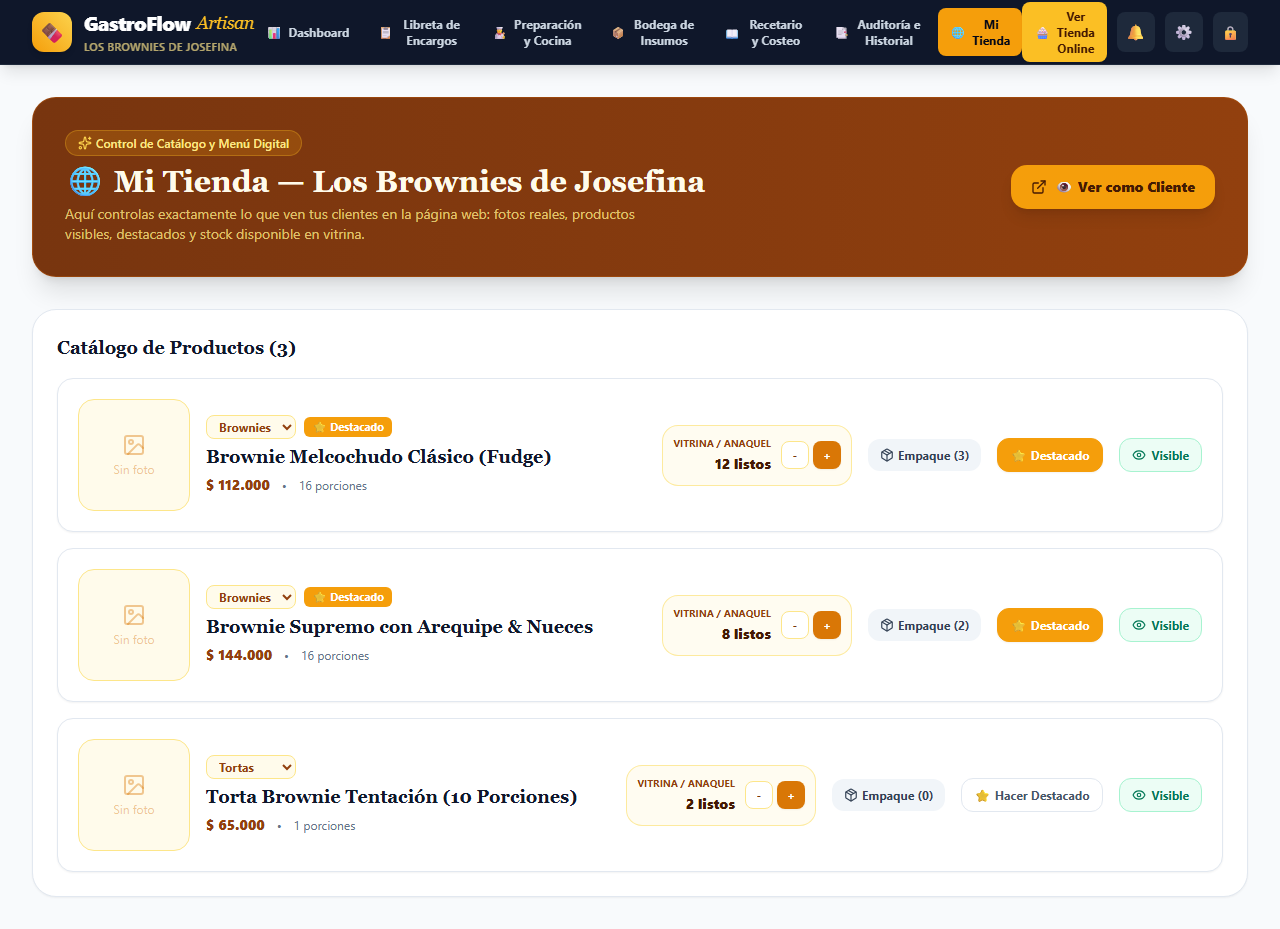 GastroFlow Artisan
LOS BROWNIES DE JOSEFINA
Dashboard
Libreta de
Encargos
Preparación
y Cocina
Bodega de
Insumos
Recetario
y Costeo
Auditoría e
Historial
Mi
Tienda
Ver
Tienda
Online
Control de Catálogo y Menú Digital
Mi Tienda — Los Brownies de Josefina
Aquí controlas exactamente lo que ven tus clientes en la página web: fotos reales, productos
visibles, destacados y stock disponible en vitrina.
Ver como Cliente
Catálogo de Productos (3)
Sin foto
Brownies
Destacado
Brownie Melcochudo Clásico (Fudge)
$ 112.000 • 16 porciones
VITRINA / ANAQUEL
12 listos
-
+
Empaque (3)
Destacado
Visible
Sin foto
Brownies
Destacado
Brownie Supremo con Arequipe & Nueces
$ 144.000 • 16 porciones
VITRINA / ANAQUEL
8 listos
-
+
Empaque (2)
Destacado
Visible
Sin foto
Tortas
Torta Brownie Tentación (10 Porciones)
$ 65.000 • 1 porciones
VITRINA / ANAQUEL
2 listos
-
+
Empaque (0)
Hacer Destacado
Visible